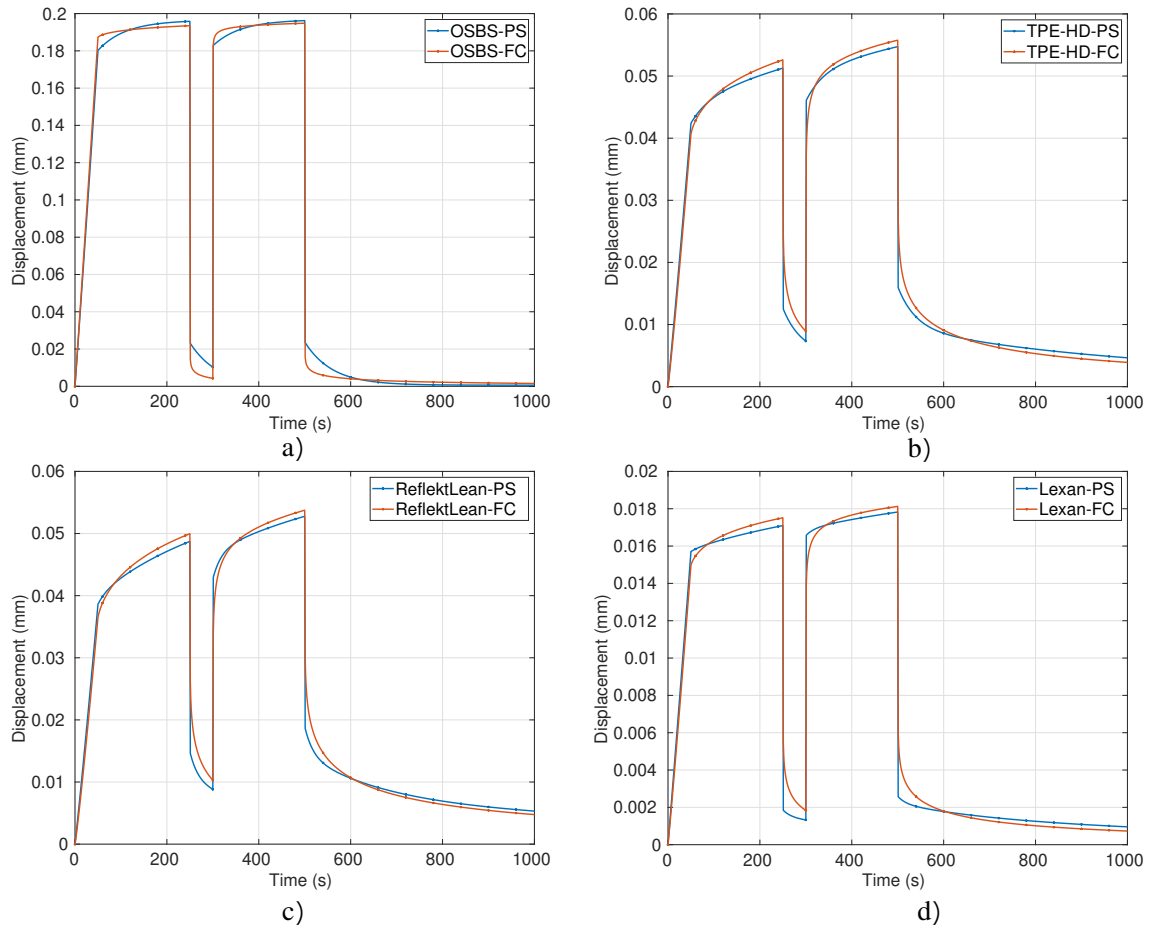 0.2
0.18
0.16
0.14
0.12
0.1
0.08
0.06
0.04
0.02
0
Displacement (mm)
OSBS-PS
OSBS-FC
0 200 400 600 800 1000
Time (s)
a)
0.06
0.05
0.04
0.03
0.02
0.01
0
Displacement (mm)
TPE-HD-PS
TPE-HD-FC
0 200 400 600 800 1000
Time (s)
b)
0.06
0.05
0.04
0.03
0.02
0.01
0
Displacement (mm)
ReflektLean-PS
ReflektLean-FC
0 200 400 600 800 1000
Time (s)
c)
0.02
0.018
0.016
0.014
0.012
0.01
0.008
0.006
0.004
0.002
0
Displacement (mm)
Lexan-PS
Lexan-FC
0 200 400 600 800 1000
Time (s)
d)